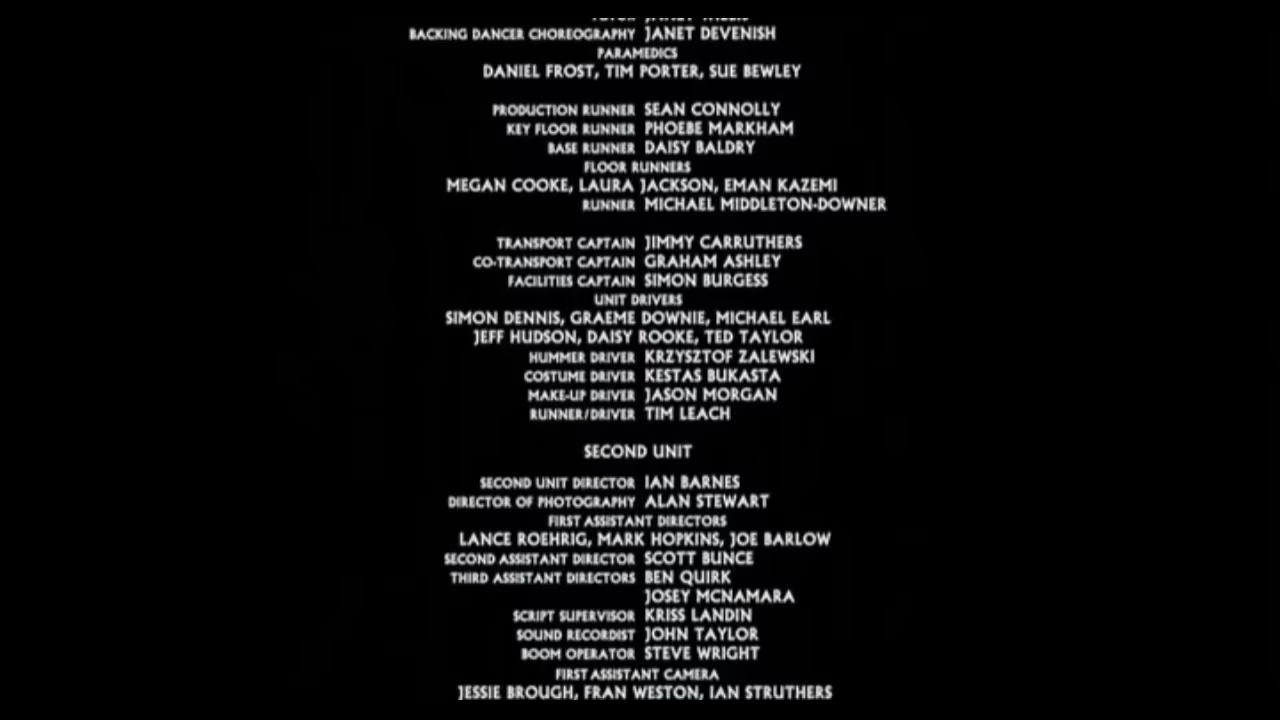 BACKING DANCER CHOREOGRAPHY JANET DEVENISH
PARAMEDICS
DANIEL FROST, TIM PORTER, SUE BEWLEY
PRODUCTION RUNNER SEAN CONNOLLY
KEY FLOOR RUNNER PHOEBE MARKHAM
BASE RUNNER DAISY BALDRY
FLOOR RUNNERS
MEGAN COOKE, LAURA JACKSON, EMAN KAZEMI
RUNNER MICHAEL MIDDLETON-DOWNER
TRANSPORT CAPTAIN JIMMY CARRUTHERS
CO-TRANSPORT CAPTAIN GRAHAM ASHLEY
FACILITIES CAPTAIN SIMON BURGESS
UNIT DRIVERS
SIMON DENNIS, GRAEME DOWNIE, MICHAEL EARL
JEFF HUDSON, DAISY ROOKE, TED TAYLOR
HUMMER DRIVER KRZYSZTOF ZALEWSKI
COSTUME DRIVER KESTAS BUKASTA
MAKE-UP DRIVER JASON MORGAN
RUNNER/DRIVER TIM LEACH
SECOND UNIT
SECOND UNIT DIRECTOR IAN BARNES
DIRECTOR OF PHOTOGRAPHY ALAN STEWART
FIRST ASSISTANT DIRECTORS
LANCE ROEHRIG, MARK HOPKINS, JOE BARLOW
SECOND ASSISTANT DIRECTOR SCOTT BUNCE
THIRD ASSISTANT DIRECTORS BEN QUIRK
JOSEY MCNAMARA
SCRIPT SUPERVISOR KRISS LANDIN
SOUND RECORDIST JOHN TAYLOR
BOOM OPERATOR STEVE WRIGHT
FIRST ASSISTANT CAMERA
JESSIE BROUGH, FRAN WESTON, IAN STRUTHERS